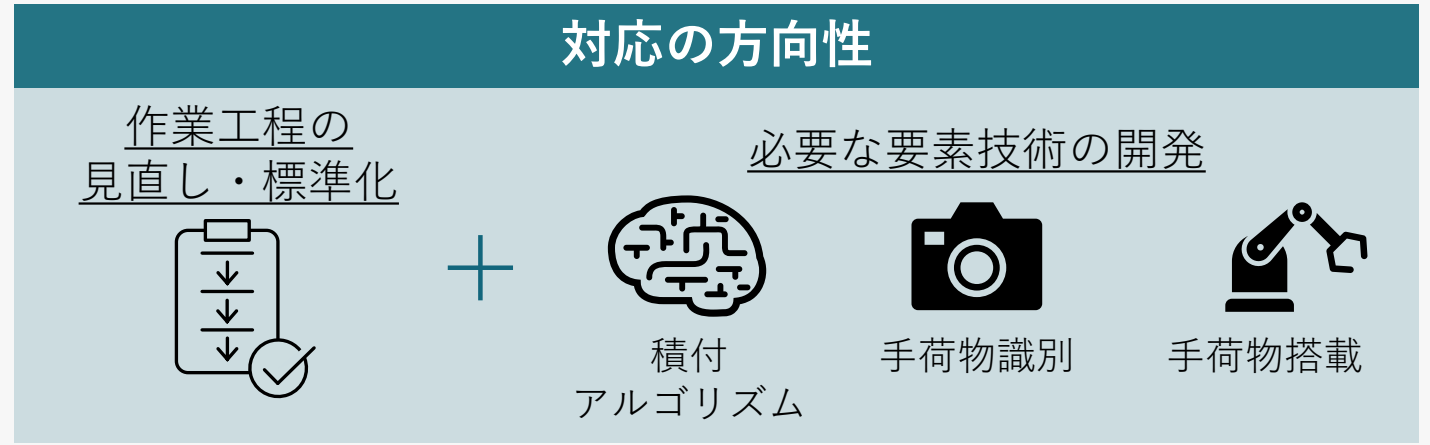 対応の方向性
作業工程の
見直し・標準化
必要な要素技術の開発
積付
アルゴリズム
手荷物識別
手荷物搭載